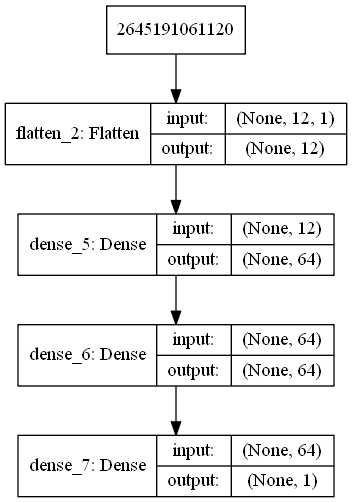 2645191061120
flatten_2: Flatten
input:
(None, 12, 1)
output:
(None, 12)
dense_5: Dense
input:
(None, 12)
output:
(None, 64)
dense_6: Dense
input:
(None, 64)
output:
(None, 64)
dense_7: Dense
input:
(None, 64)
output:
(None, 1)